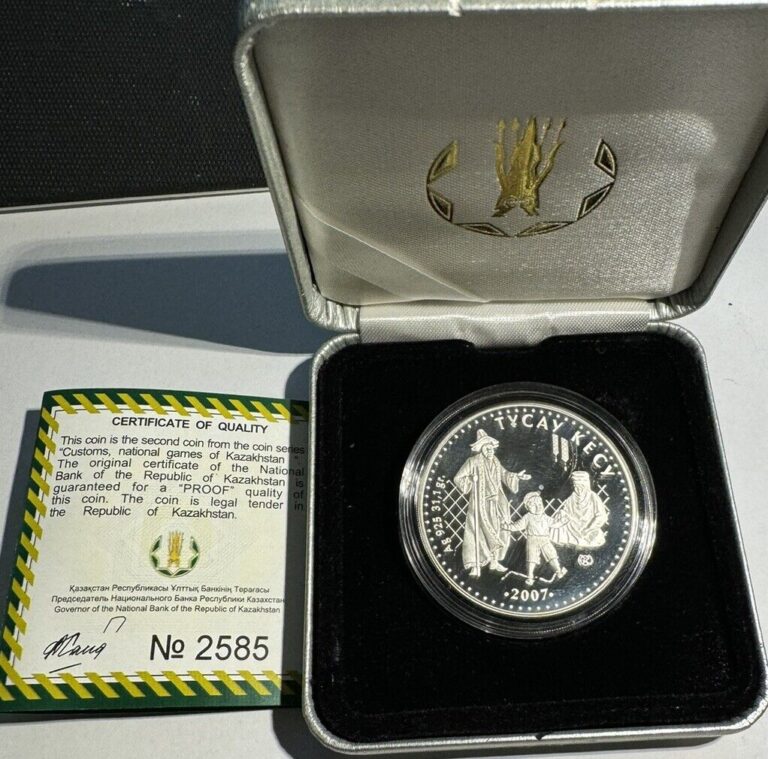 CERTIFICATE OF QUALITY
This coin is the second coin from the coin series
"Customs, national games of Kazakhstan ".
The original certificate of the National
Bank of the Republic of Kazakhstan is
guaranteed for a "PROOF" quality of
this coin. The coin is legal tender in
the Republic of Kazakhstan.
Қазақстан Республикасы Ұлттық Банкінің Төрағасы
Председатель Национального Банка Республики Казахстан
Governor of the National Bank of the Republic of Kazakhstan
№ 2585
ТҰСАУ КЕСУ
Ag 925 31,1 гр.
·2007·